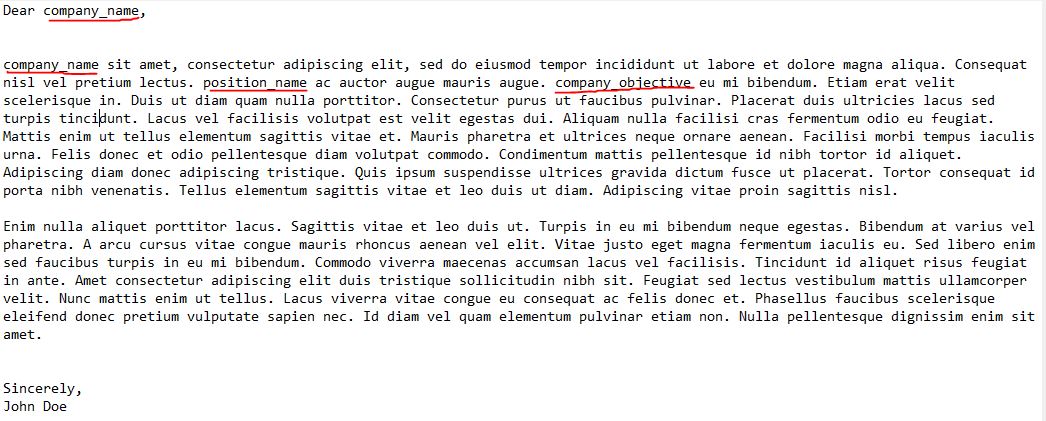 Dear company_name,
company_name sit amet, consectetur adipiscing elit, sed do eiusmod tempor incididunt ut labore et dolore magna aliqua. Consequat
nisl vel pretium lectus. position_name ac auctor augue mauris augue. company_objective eu mi bibendum. Etiam erat velit
scelerisque in. Duis ut diam quam nulla porttitor. Consectetur purus ut faucibus pulvinar. Placerat duis ultricies lacus sed
turpis tincidunt. Lacus vel facilisis volutpat est velit egestas dui. Aliquam nulla facilisi cras fermentum odio eu feugiat.
Mattis enim ut tellus elementum sagittis vitae et. Mauris pharetra et ultrices neque ornare aenean. Facilisi morbi tempus iaculis
urna. Felis donec et odio pellentesque diam volutpat commodo. Condimentum mattis pellentesque id nibh tortor id aliquet.
Adipiscing diam donec adipiscing tristique. Quis ipsum suspendisse ultrices gravida dictum fusce ut placerat. Tortor consequat id
porta nibh venenatis. Tellus elementum sagittis vitae et leo duis ut diam. Adipiscing vitae proin sagittis nisl.
Enim nulla aliquet porttitor lacus. Sagittis vitae et leo duis ut. Turpis in eu mi bibendum neque egestas. Bibendum at varius vel
pharetra. A arcu cursus vitae congue mauris rhoncus aenean vel elit. Vitae justo eget magna fermentum iaculis eu. Sed libero enim
sed faucibus turpis in eu mi bibendum. Commodo viverra maecenas accumsan lacus vel facilisis. Tincidunt id aliquet risus feugiat
in ante. Amet consectetur adipiscing elit duis tristique sollicitudin nibh sit. Feugiat sed lectus vestibulum mattis ullamcorper
velit. Nunc mattis enim ut tellus. Lacus viverra vitae congue eu consequat ac felis donec et. Phasellus faucibus scelerisque
eleifend donec pretium vulputate sapien nec. Id diam vel quam elementum pulvinar etiam non. Nulla pellentesque dignissim enim sit
amet.
Sincerely,
John Doe